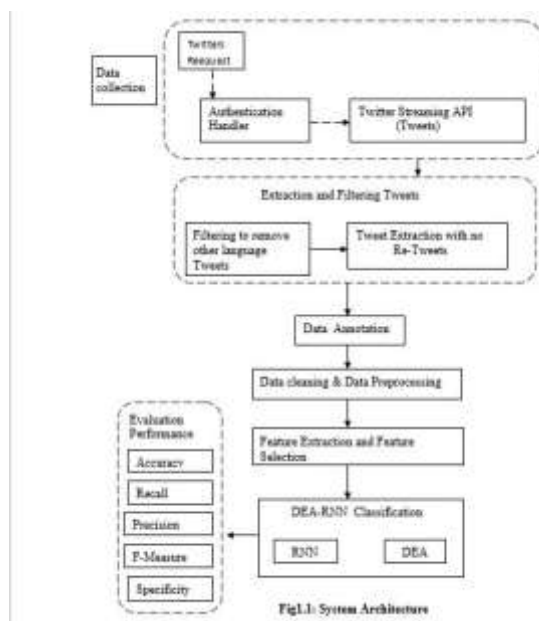 Data
collection
Twitters
Reequest
Authentication
Handler
Twitter Streaming API
(Tweets)
Extraction and Filtering Tweets
Filtering to remove
other language
Tweets
Tweet Extraction with no
Re-Tweets
Data Annotation
Data cleaning & Data Preprocessing
Feature Extraction and Feature
Selection
DEA-RNN Classification
RNN
DEA
Evaluation
Performance
Accuracy
Recall
Precision
F-Measure
Specificity
Fig1.1: System Architecture